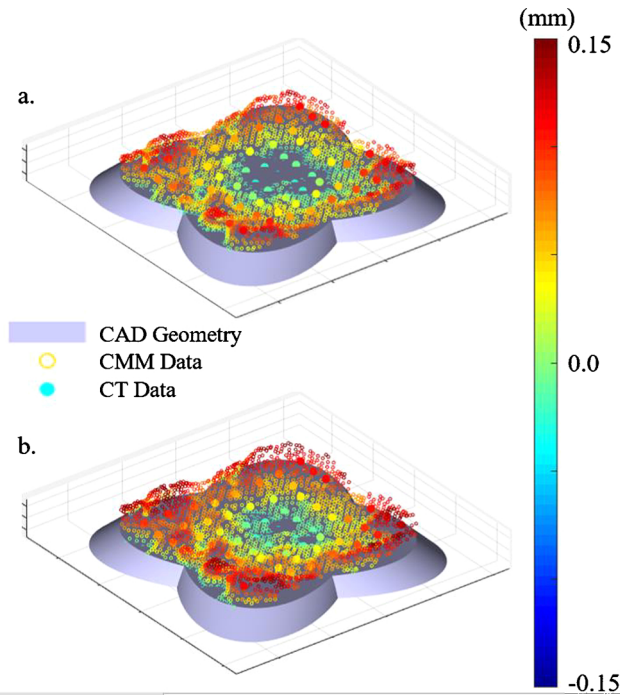 (mm)
0.15
a.
CAD Geometry
CMM Data
0.0
CT Data
b.
-0.15